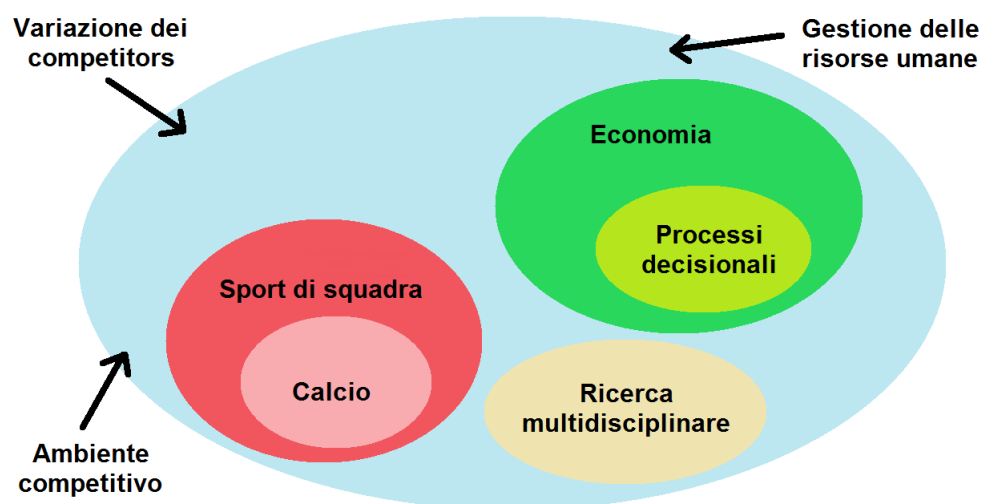 Variazione dei
competitors
Gestione delle
risorse umane
Economia
Processi
decisionali
Sport di squadra
Calcio
Ricerca
multidisciplinare
Ambiente
competitivo